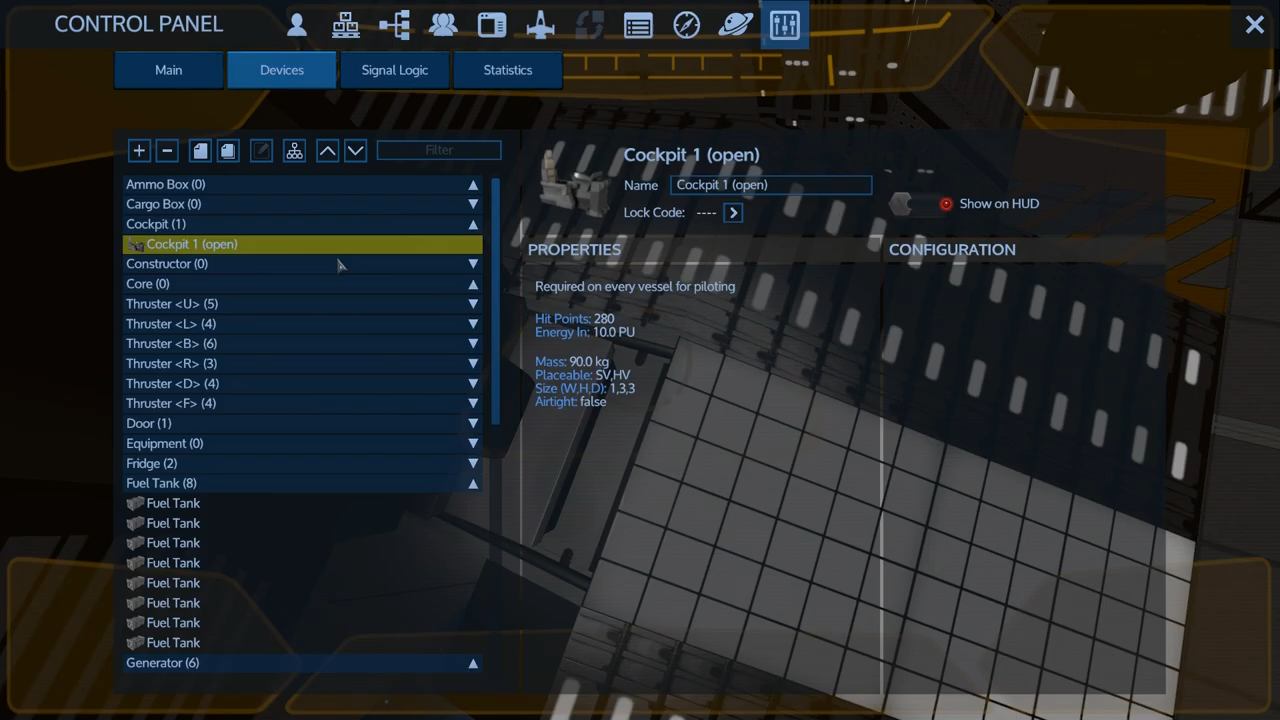 CONTROL PANEL
Main
Devices
Signal Logic
Statistics
Filter
Ammo Box (0)
Cargo Box (0)
Cockpit (1)
Cockpit 1 (open)
Constructor (0)
Core (0)
Thruster <U> (5)
Thruster <L> (4)
Thruster <B> (6)
Thruster <R> (3)
Thruster <D> (4)
Thruster <F> (4)
Door (1)
Equipment (0)
Fridge (2)
Fuel Tank (8)
Fuel Tank
Fuel Tank
Fuel Tank
Fuel Tank
Fuel Tank
Fuel Tank
Fuel Tank
Fuel Tank
Generator (6)
Cockpit 1 (open)
Name Cockpit 1 (open)
Lock Code: ----
Show on HUD
PROPERTIES
Required on every vessel for piloting
Hit Points: 280
Energy In: 10.0 PU
Mass: 90.0 kg
Placeable: SV,HV
Size (W,H,D): 1,3,3
Airtight: false
CONFIGURATION